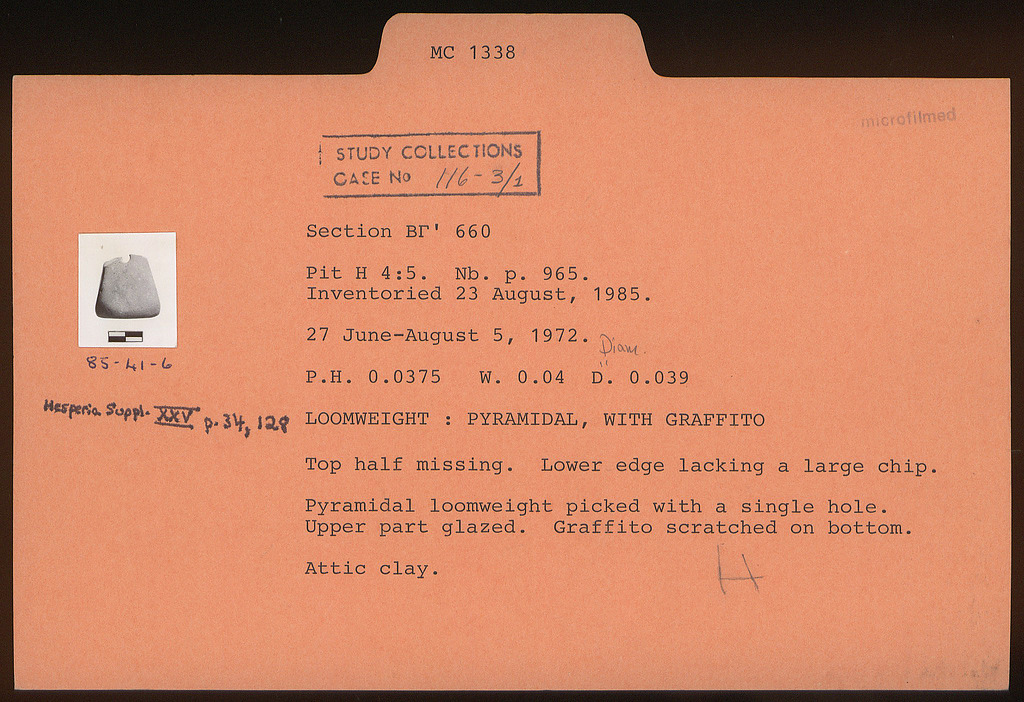 MC 1338
microfilmed
STUDY COLLECTIONS
CASE No 116-3/1
Section ΒΓ' 660
Pit H 4:5. Nb. p. 965.
Inventoried 23 August, 1985.
27 June-August 5, 1972.
Diam.
P.H. 0.0375 W. 0.04 D. 0.039
85-41-6
Hesperia Suppl. XXV p. 34, 128
LOOMWEIGHT : PYRAMIDAL, WITH GRAFFITO
Top half missing. Lower edge lacking a large chip.
Pyramidal loomweight picked with a single hole.
Upper part glazed. Graffito scratched on bottom.
Attic clay.
H